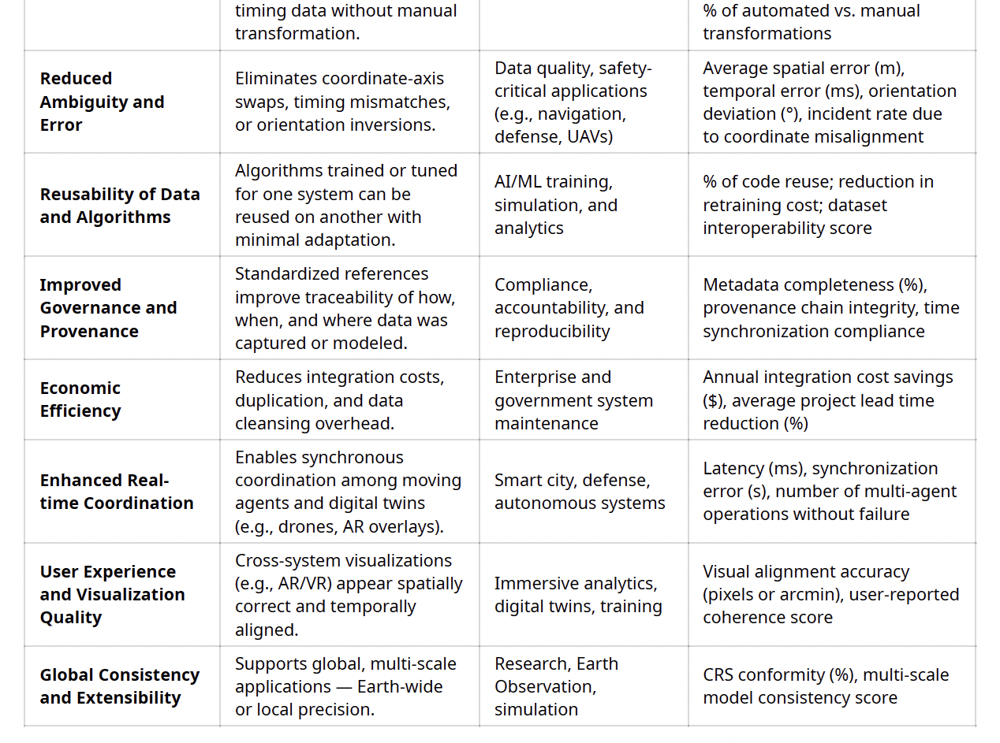 timing data without manual
transformation.
% of automated vs. manual
transformations
Reduced
Ambiguity and
Error
Eliminates coordinate-axis
swaps, timing mismatches,
or orientation inversions.
Data quality, safety-
critical applications
(e.g., navigation,
defense, UAVs)
Average spatial error (m),
temporal error (ms), orientation
deviation (°), incident rate due
to coordinate misalignment
Reusability of Data
and Algorithms
Algorithms trained or tuned
for one system can be
reused on another with
minimal adaptation.
AI/ML training,
simulation, and
analytics
% of code reuse; reduction in
retraining cost; dataset
interoperability score
Improved
Governance and
Provenance
Standardized references
improve traceability of how,
when, and where data was
captured or modeled.
Compliance,
accountability, and
reproducibility
Metadata completeness (%),
provenance chain integrity, time
synchronization compliance
Economic
Efficiency
Reduces integration costs,
duplication, and data
cleansing overhead.
Enterprise and
government system
maintenance
Annual integration cost savings
($), average project lead time
reduction (%)
Enhanced Real-
time Coordination
Enables synchronous
coordination among moving
agents and digital twins
(e.g., drones, AR overlays).
Smart city, defense,
autonomous systems
Latency (ms), synchronization
error (s), number of multi-agent
operations without failure
User Experience
and Visualization
Quality
Cross-system visualizations
(e.g., AR/VR) appear spatially
correct and temporally
aligned.
Immersive analytics,
digital twins, training
Visual alignment accuracy
(pixels or arcmin), user-reported
coherence score
Global Consistency
and Extensibility
Supports global, multi-scale
applications — Earth-wide
or local precision.
Research, Earth
Observation,
simulation
CRS conformity (%), multi-scale
model consistency score